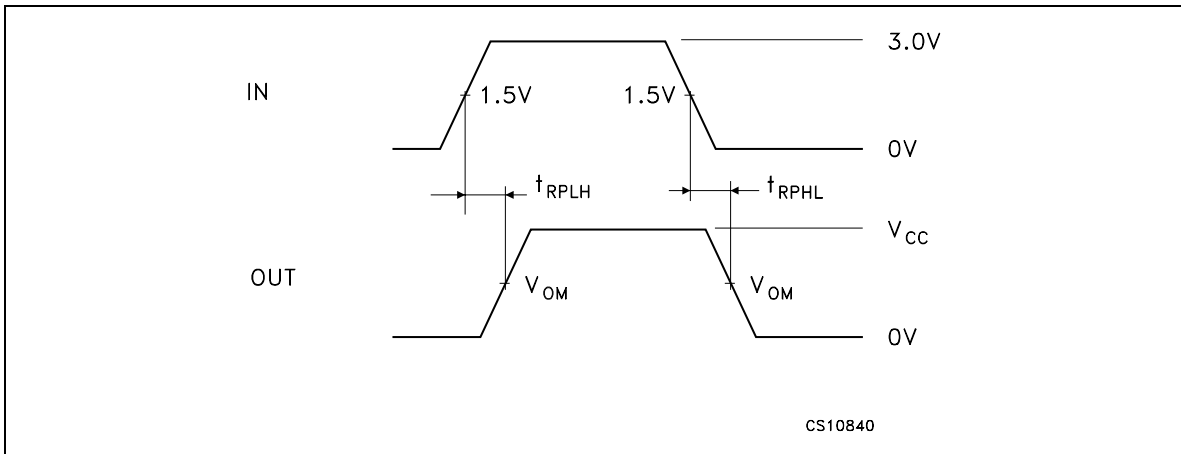 3.0V
IN
1.5V
1.5V
0V
tRPLH
tRPHL
VCC
OUT
VOM
VOM
0V
CS10840